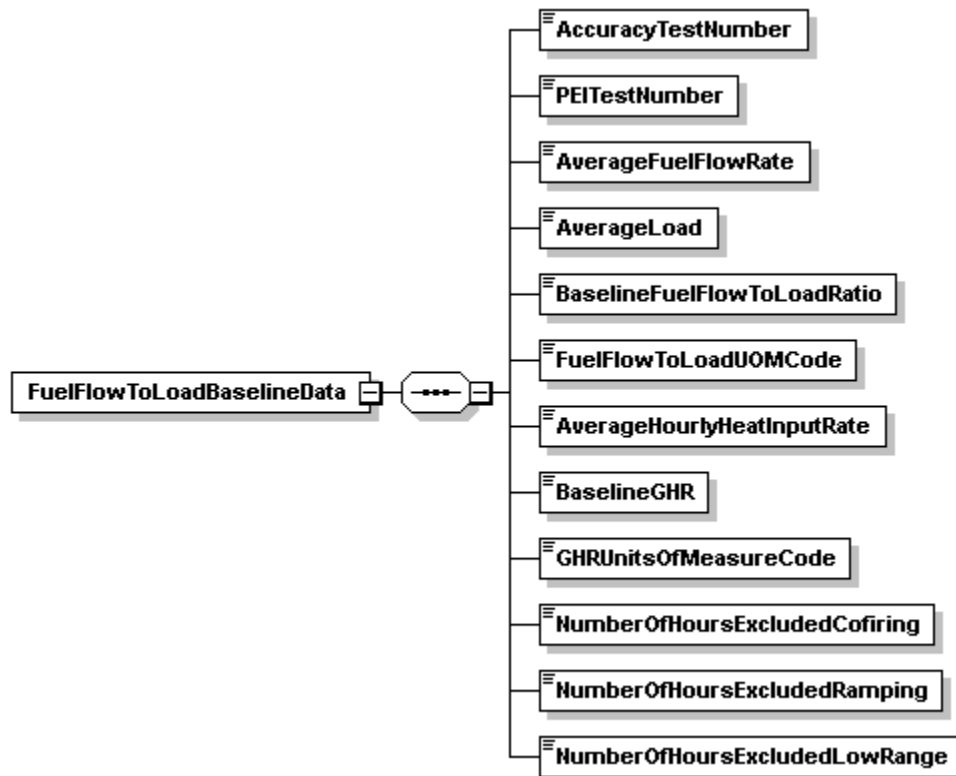 AccuracyTestNumber
PEITestNumber
AverageFuelFlowRate
AverageLoad
BaselineFuelFlowToLoadRatio
FuelFlowToLoadUOMCode
FuelFlowToLoadBaselineData
AverageHourlyHeatInputRate
BaselineGHR
GHRUnitsOfMeasureCode
NumberOfHoursExcludedCofiring
NumberOfHoursExcludedRamping
NumberOfHoursExcludedLowRange